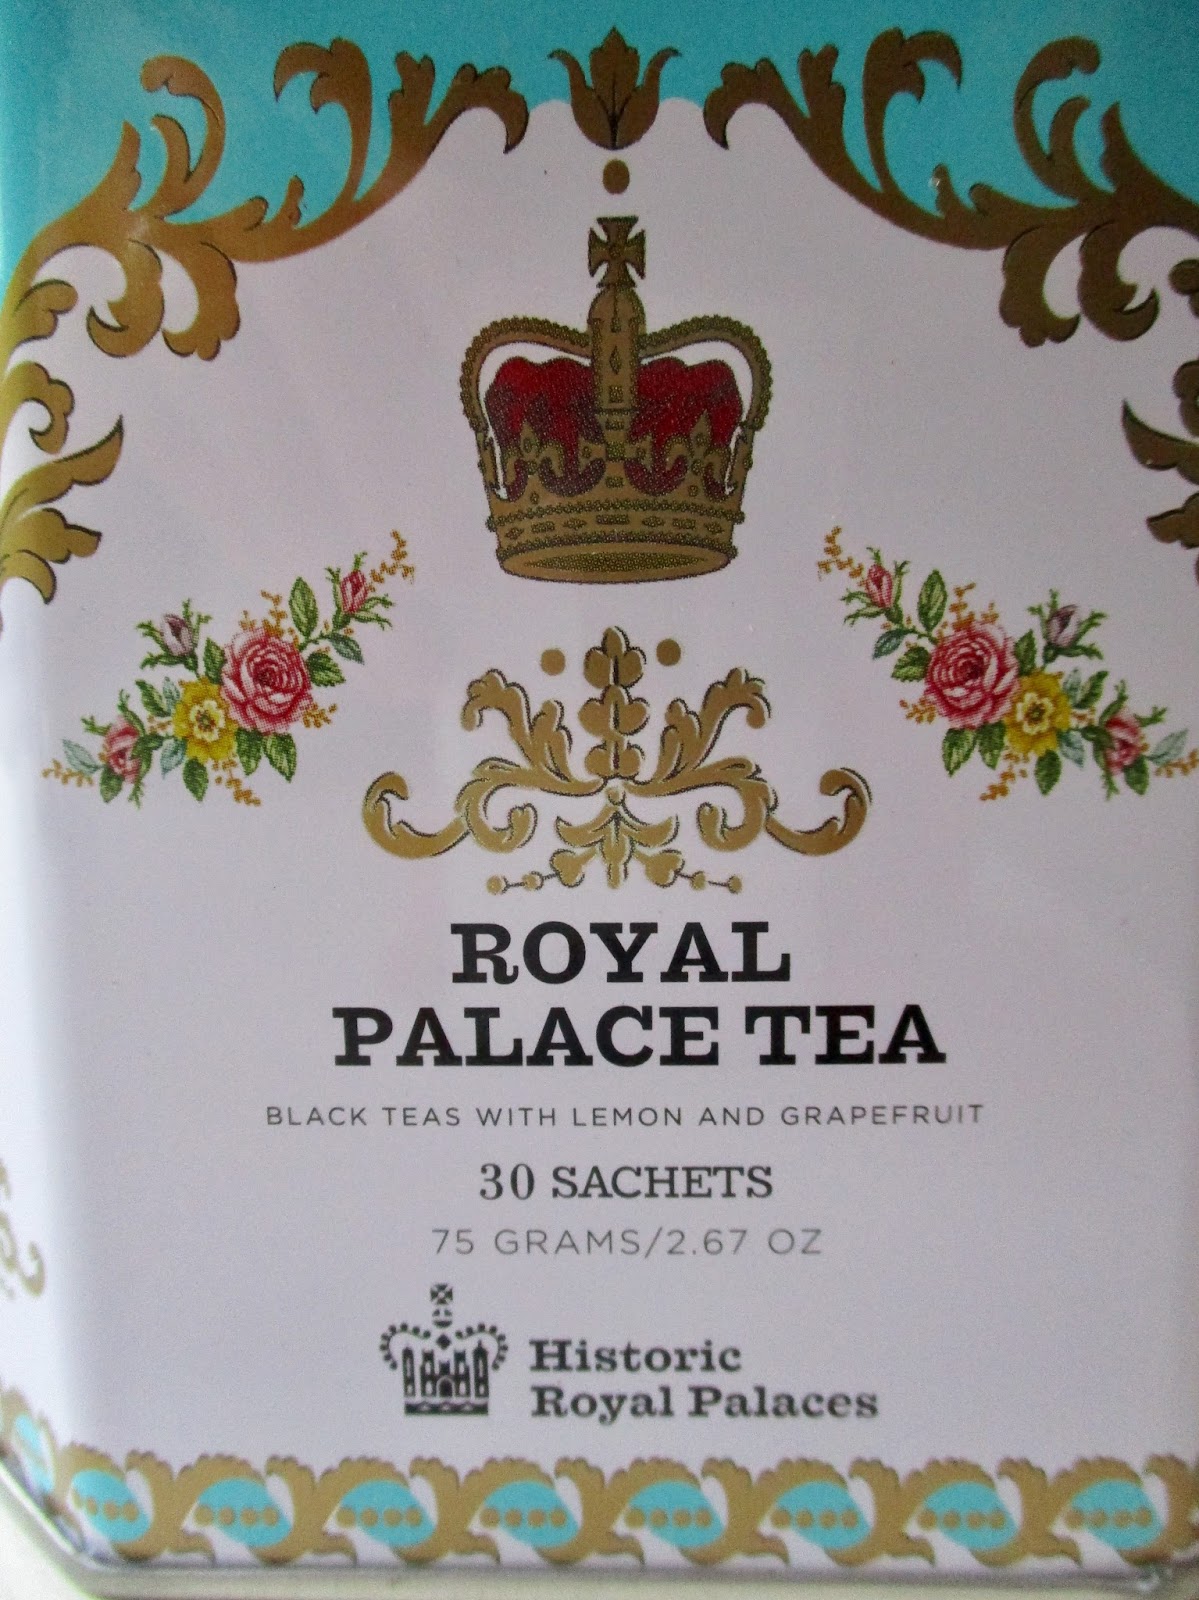 ROYAL
PALACE TEA
BLACK TEAS WITH LEMON AND GRAPEFRUIT
30 SACHETS
75 GRAMS/2.67 OZ
Historic
Royal Palaces